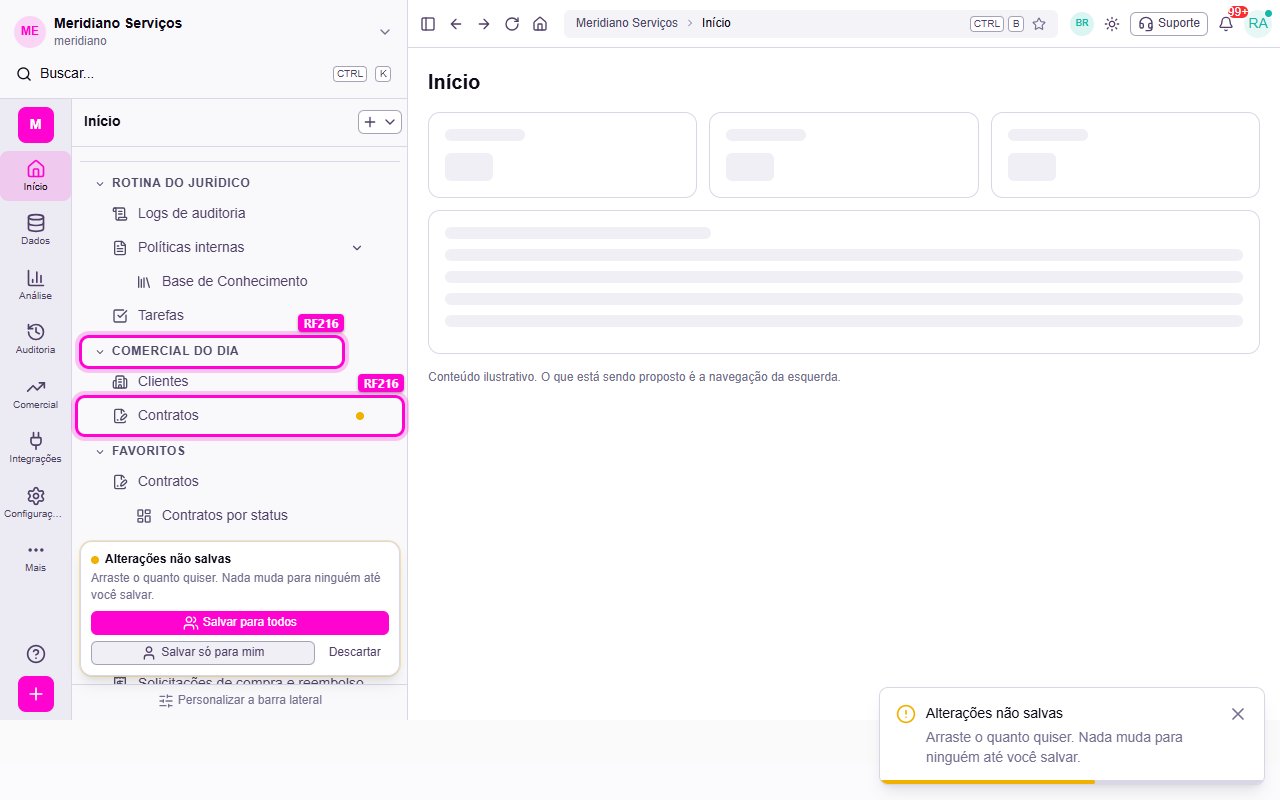 ME
Meridiano Serviços
meridiano
Buscar...
CTRL K
M
Início
Dados
Análise
Auditoria
Comercial
Integrações
Configuraç...
Mais
Início
ROTINA DO JURÍDICO
Logs de auditoria
Políticas internas
Base de Conhecimento
Tarefas
RF216
COMERCIAL DO DIA
Clientes
RF216
Contratos
FAVORITOS
Contratos
Contratos por status
Alterações não salvas
Arraste o quanto quiser. Nada muda para ninguém até
você salvar.
Salvar para todos
Salvar só para mim
Descartar
Solicitações de compra e reembolso
Personalizar a barra lateral
Meridiano Serviços > Início
CTRL B
BR
Suporte
99+
RA
Início
Conteúdo ilustrativo. O que está sendo proposto é a navegação da esquerda.
Alterações não salvas
Arraste o quanto quiser. Nada muda para
ninguém até você salvar.